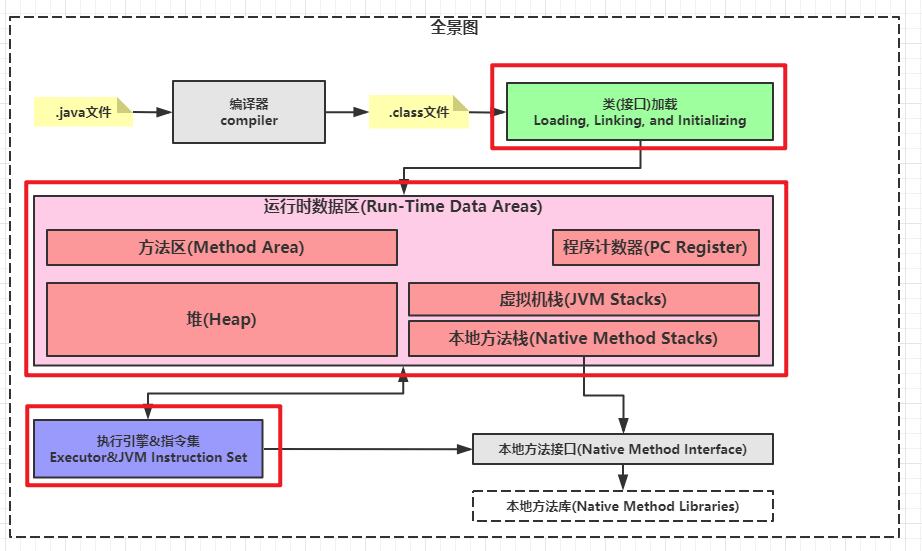 全景图
.java文件
编译器
compiler
.class文件
类(接口)加载
Loading, Linking, and Initializing
运行时数据区(Run-Time Data Areas)
方法区(Method Area)
程序计数器(PC Register)
堆(Heap)
虚拟机栈(JVM Stacks)
本地方法栈(Native Method Stacks)
执行引擎&指令集
Executor&JVM Instruction Set
本地方法接口(Native Method Interface)
本地方法库(Native Method Libraries)